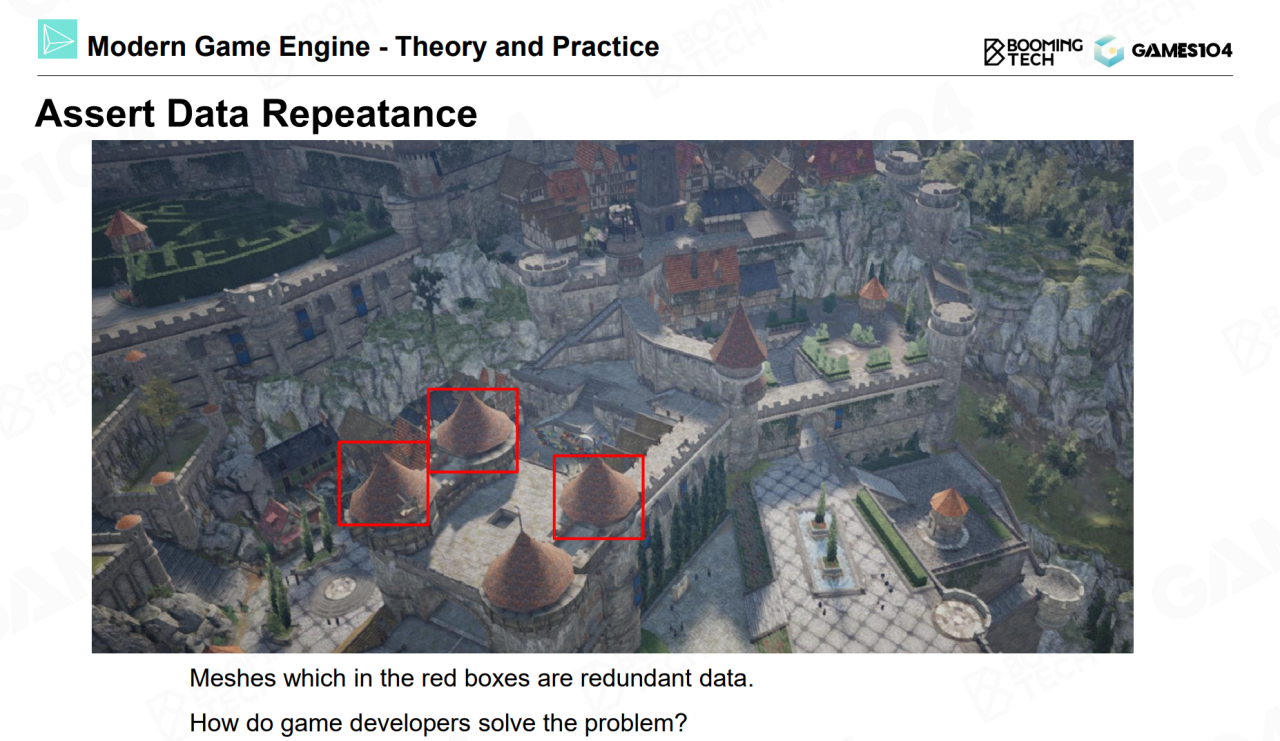 Modern Game Engine - Theory and Practice
BOOMING
TECH
GAMES104
Assert Data Repeatance
Meshes which in the red boxes are redundant data.
How do game developers solve the problem?